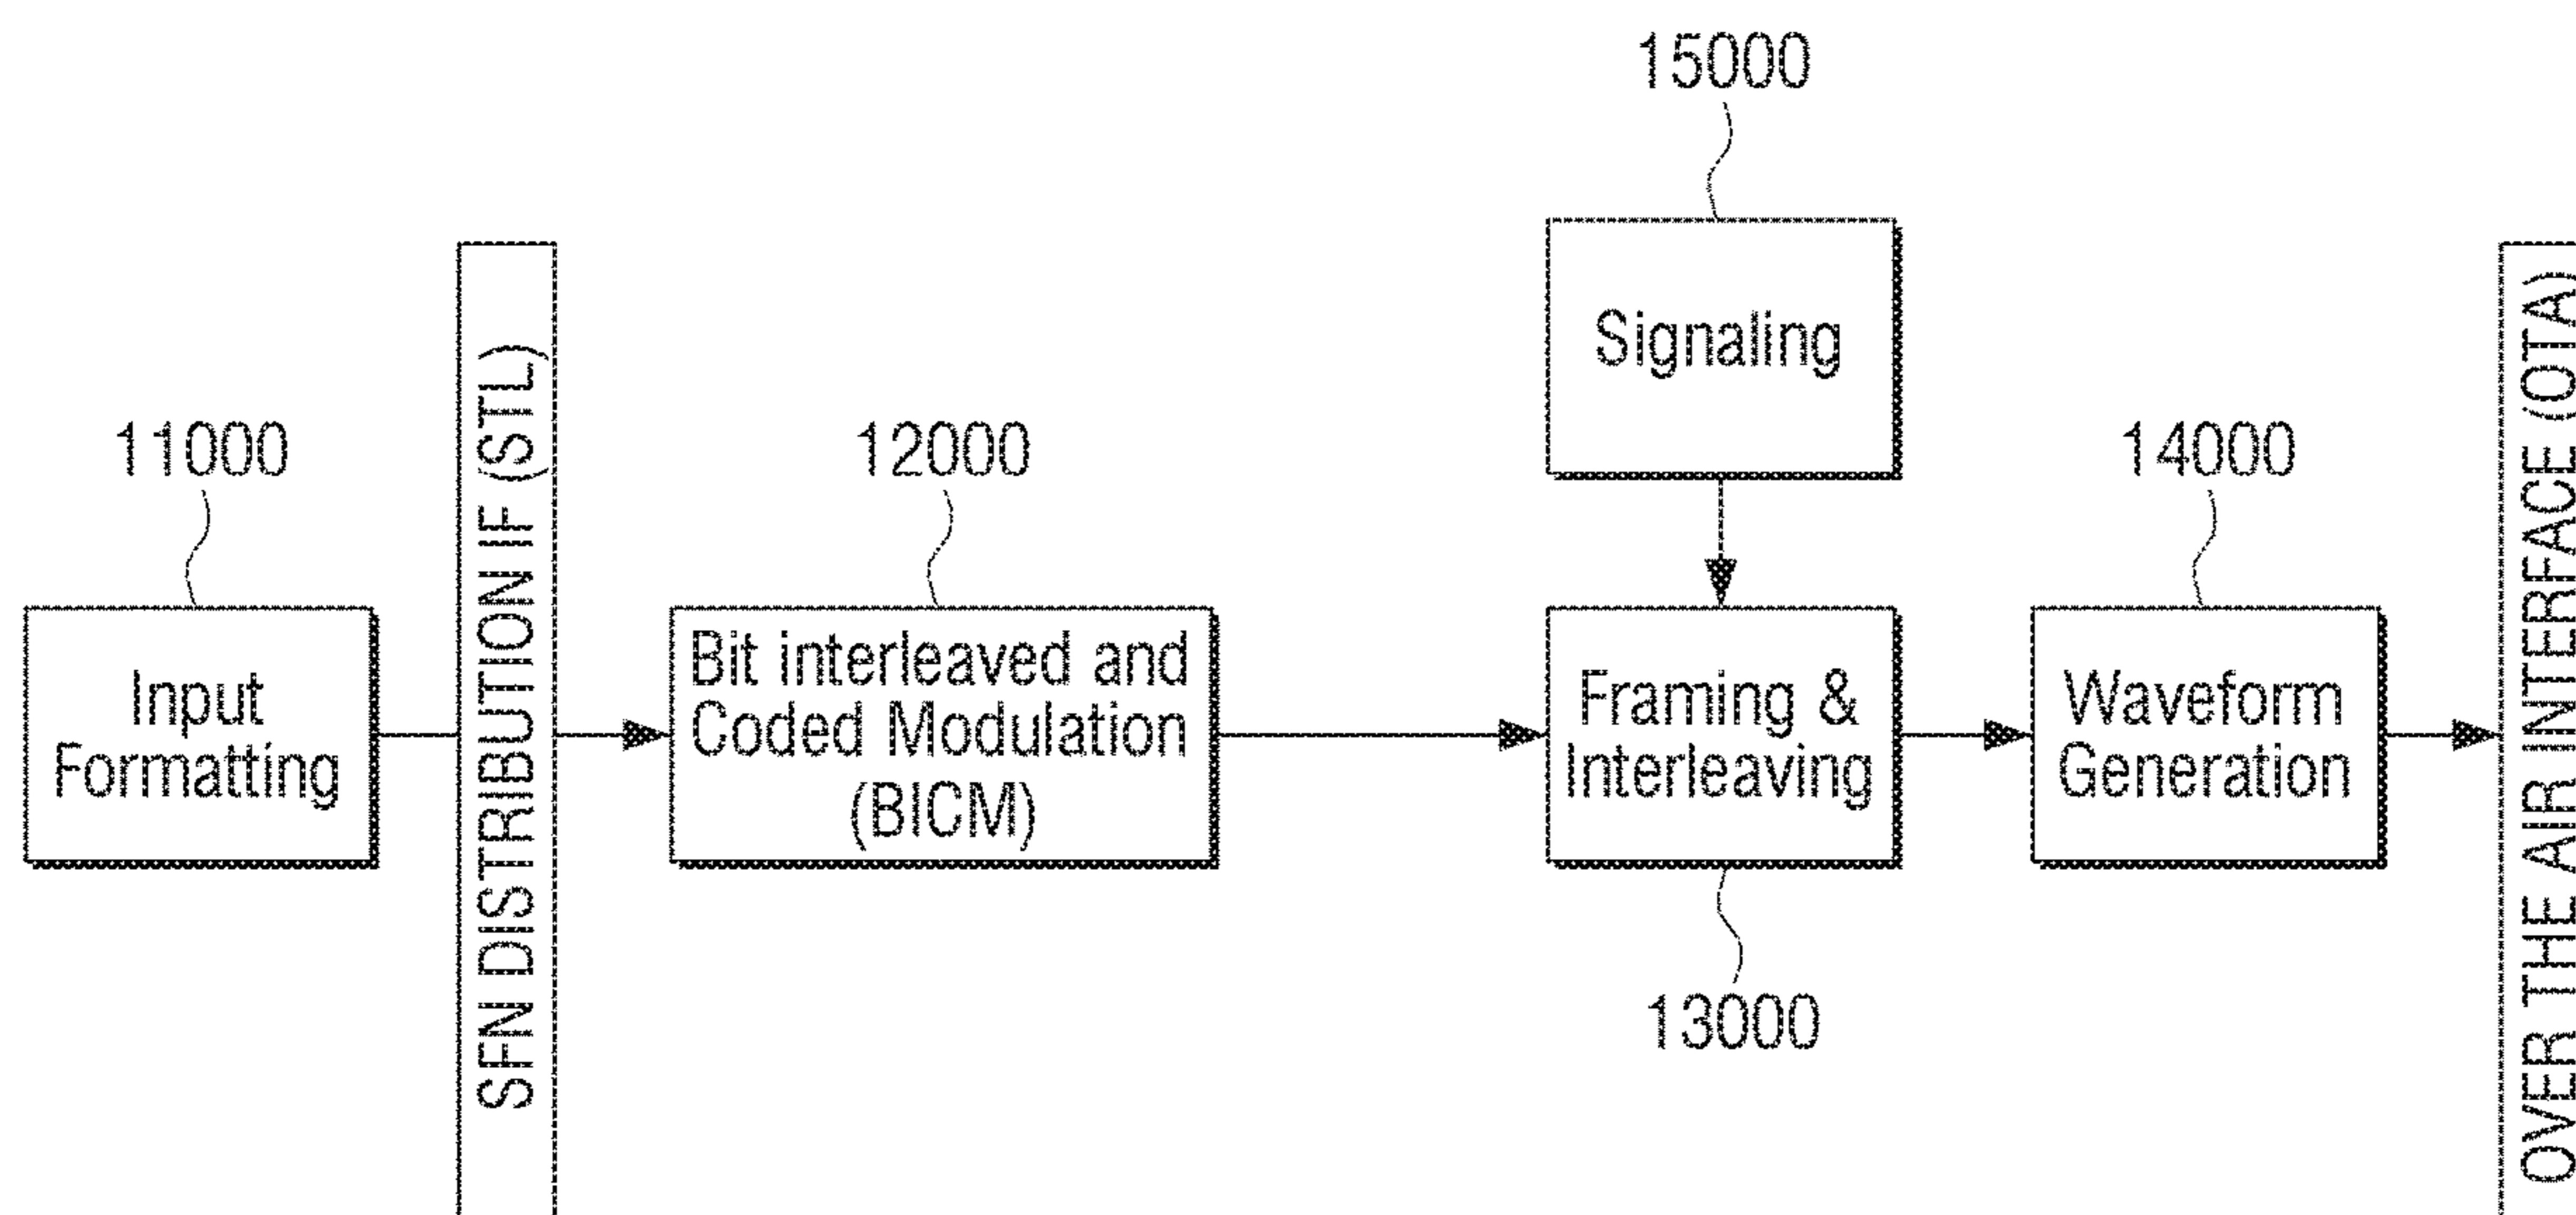 15000
Signaling
11000
Input
Formatting
SFN DISTRIBUTION IF (STL)
12000
Bit interleaved and
Coded Modulation
(BICM)
Framing &
Interleaving
13000
14000
Waveform
Generation
OVER THE AIR INTERFACE (OTA)